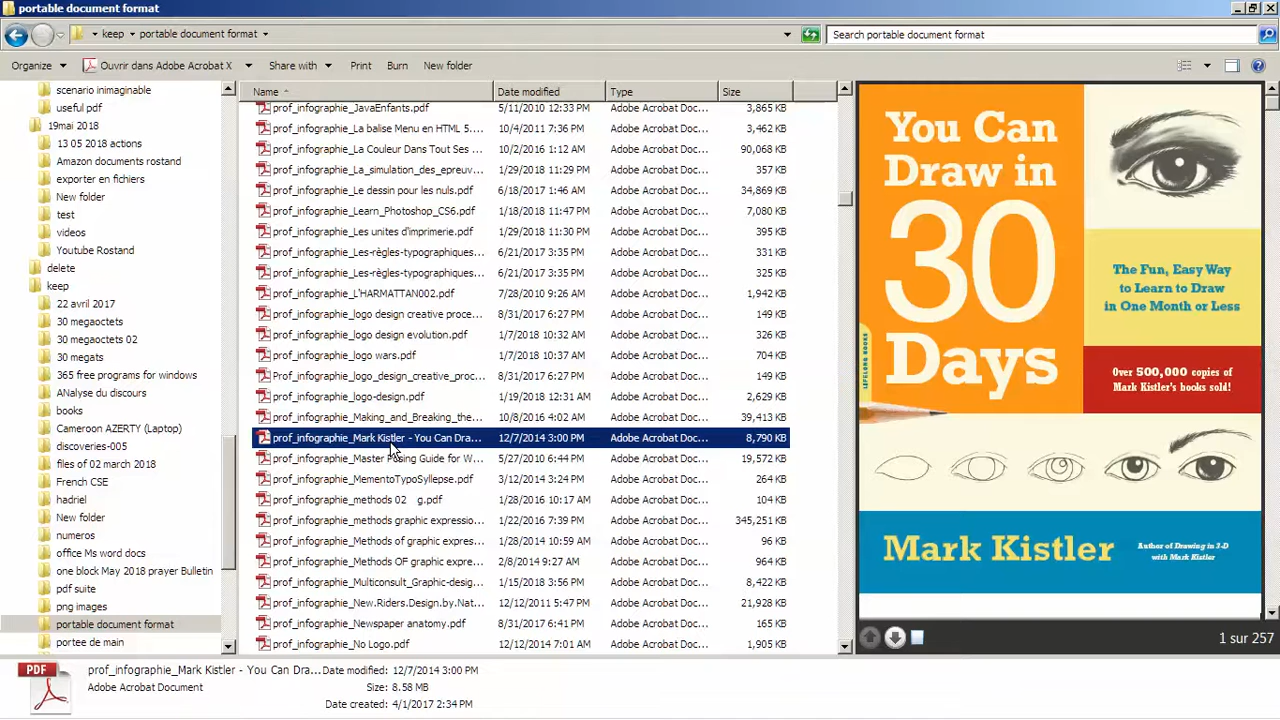 portable document format
keep
portable document format
Search portable document format
Organize
Ouvrir dans Adobe Acrobat X
Share with
Print
Burn
New folder
scenario inimaginable
useful pdf
19mai 2018
13 05 2018 actions
Amazon documents rostand
exporter en fichiers
New folder
test
videos
Youtube Rostand
delete
keep
22 avril 2017
30 megaoctets
30 megaoctets 02
30 megats
365 free programs for windows
ANalyse du discours
books
Cameroon AZERTY (Laptop)
discoveries-005
files of 02 march 2018
French CSE
hadriel
New folder
numeros
office Ms word docs
one block May 2018 prayer Bulletin
pdf suite
png images
portable document format
portee de main
Name Date modified Type Size
prof_infographie_JavaEnfants.pdf 5/11/2010 12:33 PM Adobe Acrobat Doc... 3,865 KB
prof_infographie_La balise Menu en HTML 5.... 10/4/2011 7:36 PM Adobe Acrobat Doc... 3,462 KB
prof_infographie_La Couleur Dans Tout Ses ... 10/2/2016 1:12 AM Adobe Acrobat Doc... 90,068 KB
prof_infographie_La_simulation_des_epreuv... 1/29/2018 11:29 PM Adobe Acrobat Doc... 357 KB
prof_infographie_Le dessin pour les nuls.pdf 6/18/2017 1:46 AM Adobe Acrobat Doc... 34,869 KB
prof_infographie_Learn_Photoshop_CS6.pdf 1/18/2018 11:47 PM Adobe Acrobat Doc... 7,080 KB
prof_infographie_Les unites d'imprimerie.pdf 1/29/2018 11:30 PM Adobe Acrobat Doc... 395 KB
prof_infographie_Les-règles-typographiques... 6/21/2017 3:35 PM Adobe Acrobat Doc... 331 KB
prof_infographie_Les-règles-typographiques... 6/21/2017 3:35 PM Adobe Acrobat Doc... 325 KB
prof_infographie_L'HARMATTAN002.pdf 7/28/2010 9:26 AM Adobe Acrobat Doc... 1,942 KB
prof_infographie_logo design creative proce... 8/31/2017 6:27 PM Adobe Acrobat Doc... 149 KB
prof_infographie_logo design evolution.pdf 1/7/2018 10:32 AM Adobe Acrobat Doc... 326 KB
prof_infographie_logo wars.pdf 1/7/2018 10:37 AM Adobe Acrobat Doc... 704 KB
prof_infographie_logo_design_creative_proc... 8/31/2017 6:27 PM Adobe Acrobat Doc... 149 KB
prof_infographie_logo-design.pdf 1/19/2018 12:31 AM Adobe Acrobat Doc... 2,629 KB
prof_infographie_Making_and_Breaking_the... 10/8/2016 4:02 AM Adobe Acrobat Doc... 39,413 KB
prof_infographie_Mark Kistler - You Can Dra... 12/7/2014 3:00 PM Adobe Acrobat Doc... 8,790 KB
prof_infographie_Master Posing Guide for W... 5/27/2010 6:44 PM Adobe Acrobat Doc... 19,572 KB
prof_infographie_MementoTypoSyllepse.pdf 3/12/2014 3:24 PM Adobe Acrobat Doc... 264 KB
prof_infographie_methods 02 g.pdf 1/28/2016 10:17 AM Adobe Acrobat Doc... 104 KB
prof_infographie_methods graphic expressio... 1/22/2016 7:39 PM Adobe Acrobat Doc... 345,251 KB
prof_infographie_Methods of graphic expres... 1/28/2014 10:59 AM Adobe Acrobat Doc... 96 KB
prof_infographie_Methods OF graphic expre... 2/8/2014 9:27 AM Adobe Acrobat Doc... 964 KB
prof_infographie_Multiconsult_Graphic-desig... 1/15/2018 3:56 PM Adobe Acrobat Doc... 8,422 KB
prof_infographie_New.Riders.Design.by.Nat... 12/12/2011 5:47 PM Adobe Acrobat Doc... 21,928 KB
prof_infographie_Newspaper anatomy.pdf 8/31/2017 6:41 PM Adobe Acrobat Doc... 165 KB
prof_infographie_No Logo.pdf 12/12/2014 7:01 AM Adobe Acrobat Doc... 1,905 KB
You Can
Draw in
30
Days
The Fun, Easy Way
to Learn to Draw
in One Month or Less
LIFELONG BOOKS
Over 500,000 copies of
Mark Kistler's books sold!
Mark Kistler
Author of Drawing in 3-D
with Mark Kistler
1 sur 257
PDF
prof_infographie_Mark Kistler - You Can Dra... Date modified: 12/7/2014 3:00 PM
Adobe Acrobat Document
Size: 8.58 MB
Date created: 4/1/2017 2:34 PM